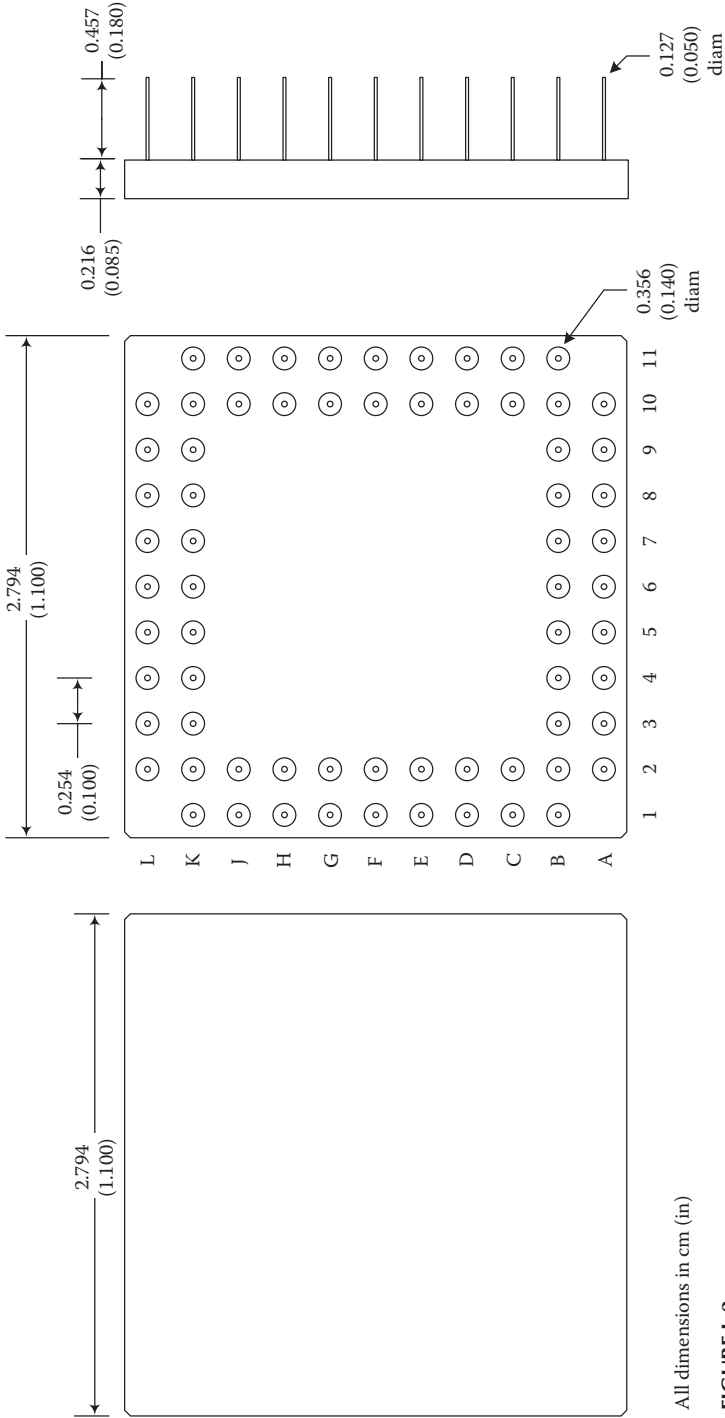 2.794
(1.100)
2.794
(1.100)
0.254
(0.100)
L
K
J
H
G
F
E
D
C
B
A
1 2 3 4 5 6 7 8 9 10 11
0.356
(0.140)
diam
0.216
(0.085)
0.457
(0.180)
0.127
(0.050)
diam
All dimensions in cm (in)